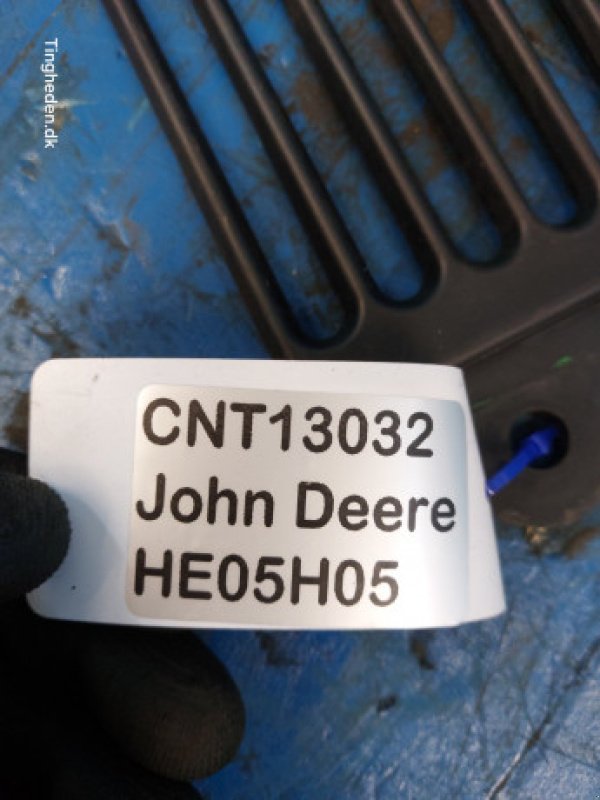 Tingheden.dk
CNT13032
John Deere
HE05H05